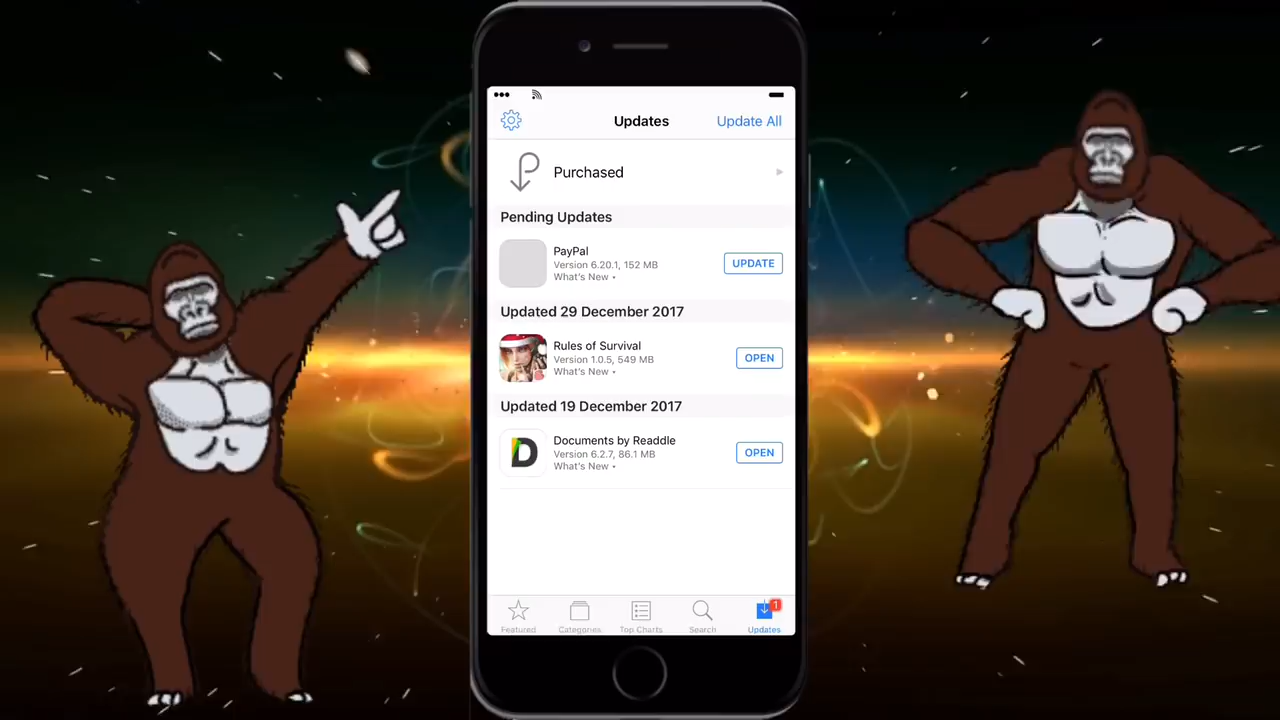 Updates
Update All
Purchased
Pending Updates
PayPal
Version 6.20.1, 152 MB
What's New
UPDATE
Updated 29 December 2017
Rules of Survival
Version 1.0.5, 549 MB
What's New
OPEN
Updated 19 December 2017
Documents by Readdle
Version 6.2.7, 86.1 MB
What's New
OPEN
1
Featured
Categories
Top Charts
Search
Updates